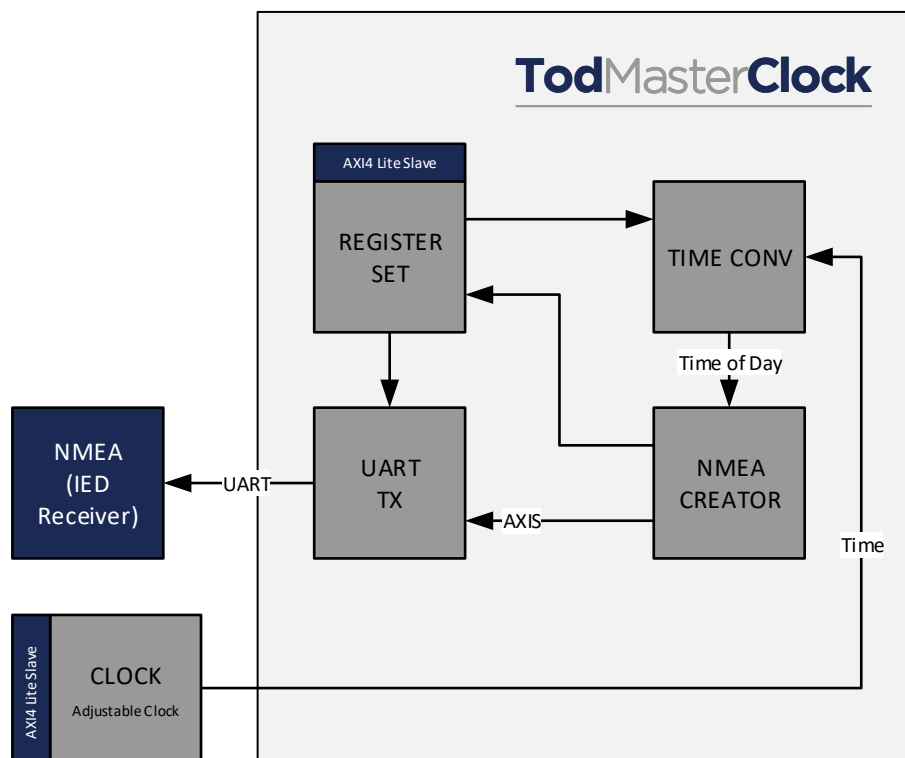 TodMasterClock
AXI4 Lite Slave
REGISTER
SET
TIME CONV
Time of Day
NMEA
(IED
Receiver)
UART
UART
TX
AXIS
NMEA
CREATOR
Time
AXI4 Lite Slave
CLOCK
Adjustable Clock